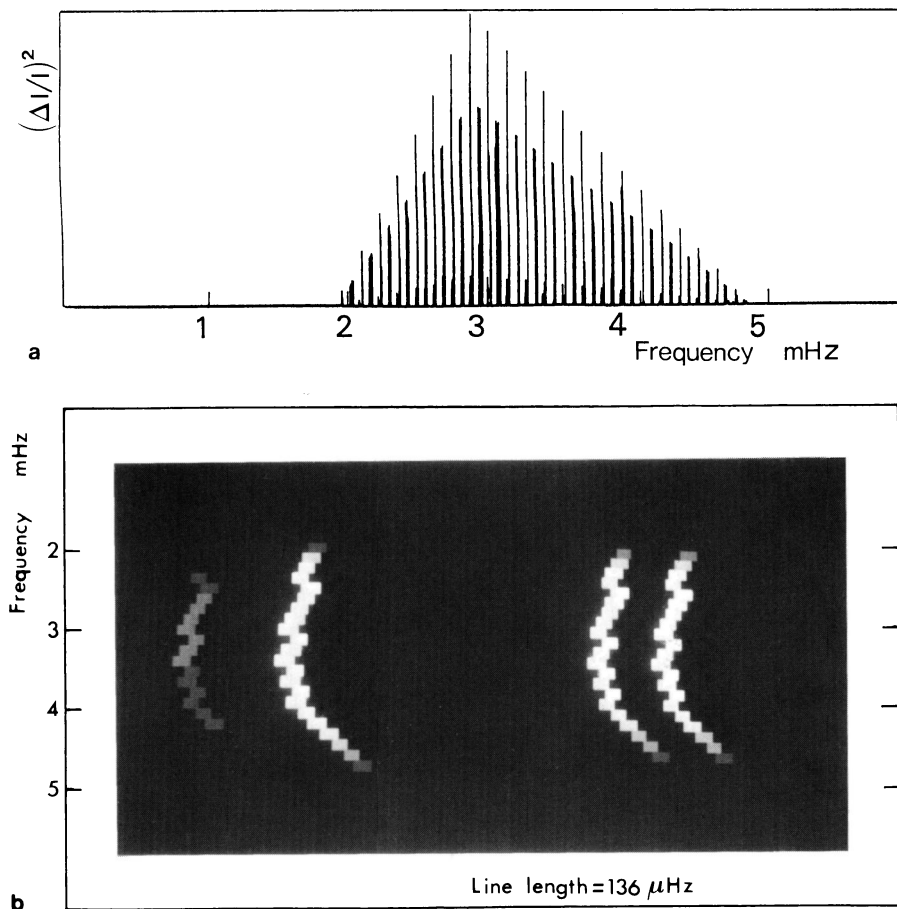 (ΔI/I)²
1 2 3 4 5
a
Frequency mHz
Frequency mHz
2
3
4
5
b
Line length = 136 μHz